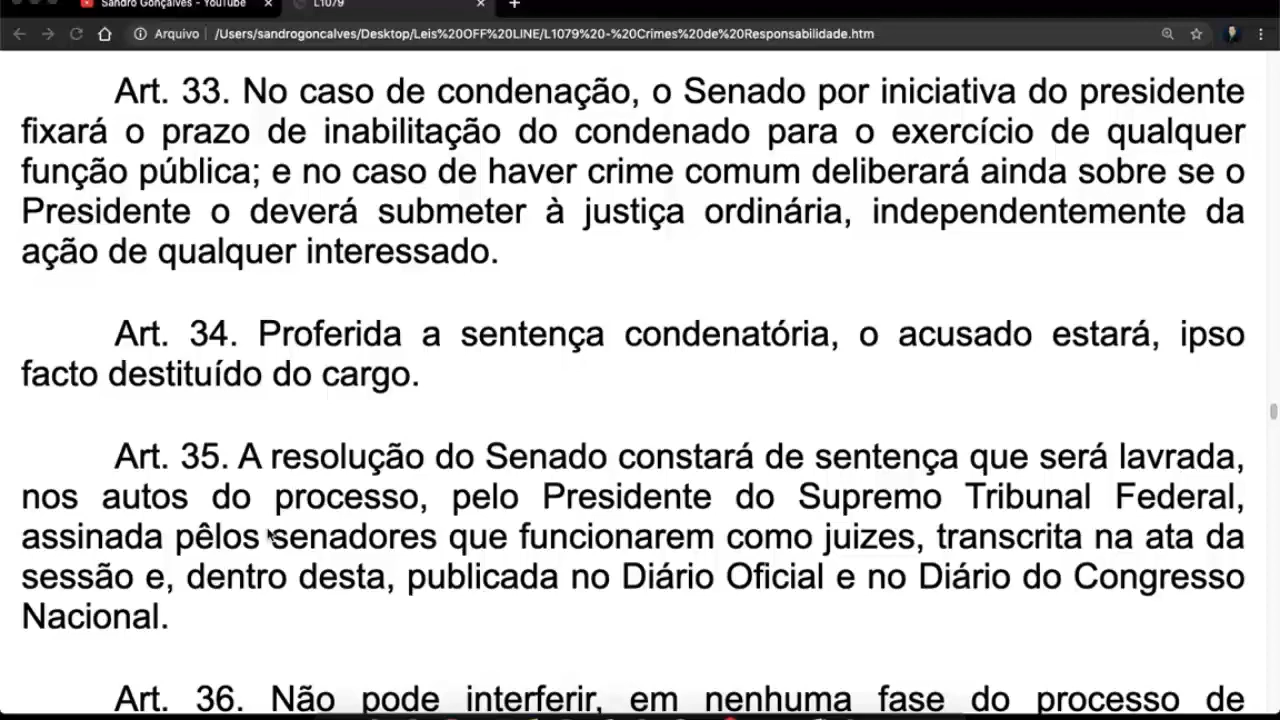 Sandro Gonçalves - YouTube
L1079
Arquivo | /Users/sandrogoncalves/Desktop/Leis%20OFF%20LINE/L1079%20-%20Crimes%20de%20Responsabilidade.htm
Art. 33. No caso de condenação, o Senado por iniciativa do presidente
fixará o prazo de inabilitação do condenado para o exercício de qualquer
função pública; e no caso de haver crime comum deliberará ainda sobre se o
Presidente o deverá submeter à justiça ordinária, independentemente da
ação de qualquer interessado.
Art. 34. Proferida a sentença condenatória, o acusado estará, ipso
facto destituído do cargo.
Art. 35. A resolução do Senado constará de sentença que será lavrada,
nos autos do processo, pelo Presidente do Supremo Tribunal Federal,
assinada pêlos senadores que funcionarem como juizes, transcrita na ata da
sessão e, dentro desta, publicada no Diário Oficial e no Diário do Congresso
Nacional.
Art. 36. Não pode interferir, em nenhuma fase do processo de